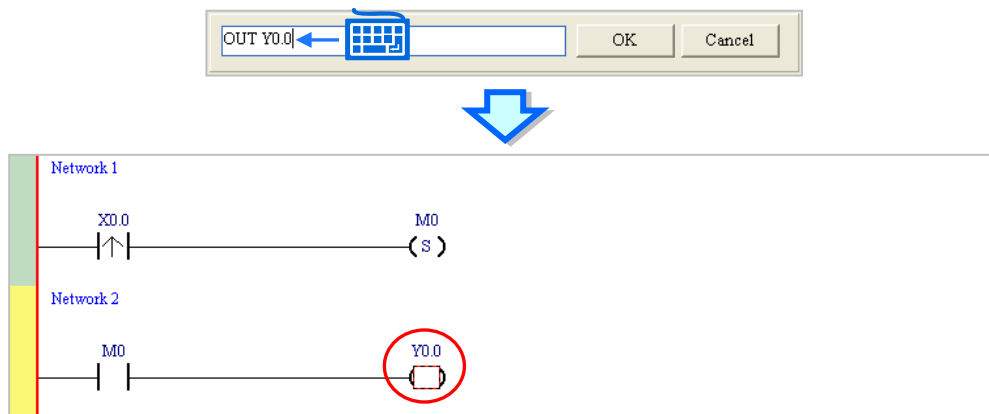 OUT Y0.0 OK Cancel
Network 1
X0.0 M0
S
Network 2
M0 Y0.0